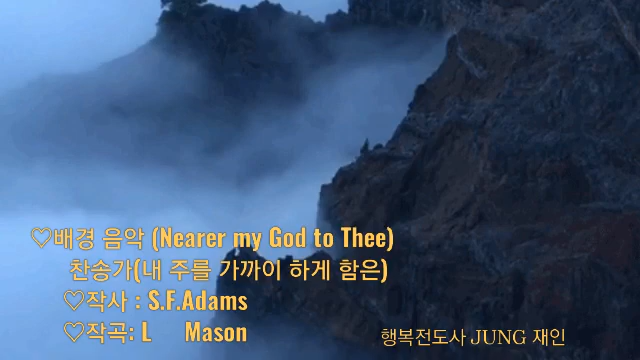 ♡배경 음악 (Nearer my God to Thee)
찬송가(내 주를 가까이 하게 함은)
♡작사 : S.F.Adams
♡작곡: L Mason
행복전도사 JUNG 재인